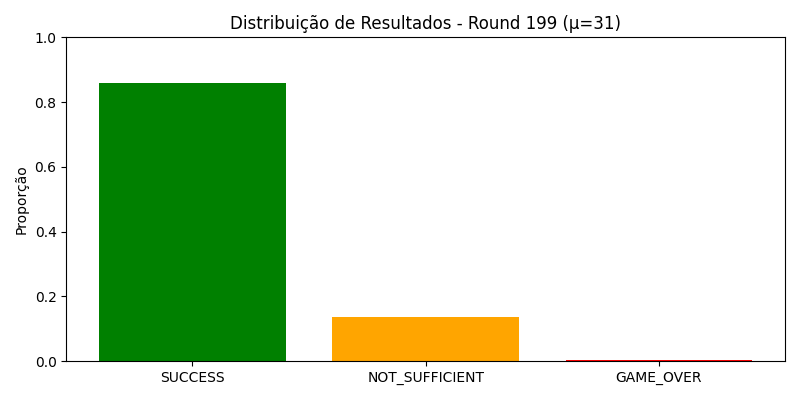 Distribuição de Resultados - Round 199 (μ=31)
Proporção
1.0
0.8
0.6
0.4
0.2
0.0
SUCCESS
NOT_SUFFICIENT
GAME_OVER